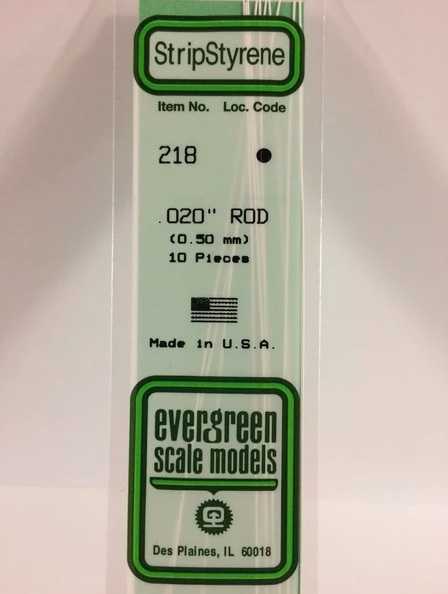 StripStyrene
Item No. Loc. Code
218 ●
.020" ROD
(0.50 mm)
10 Pieces
Made in U.S.A.
evergreen
scale models
Des Plaines, IL 60018